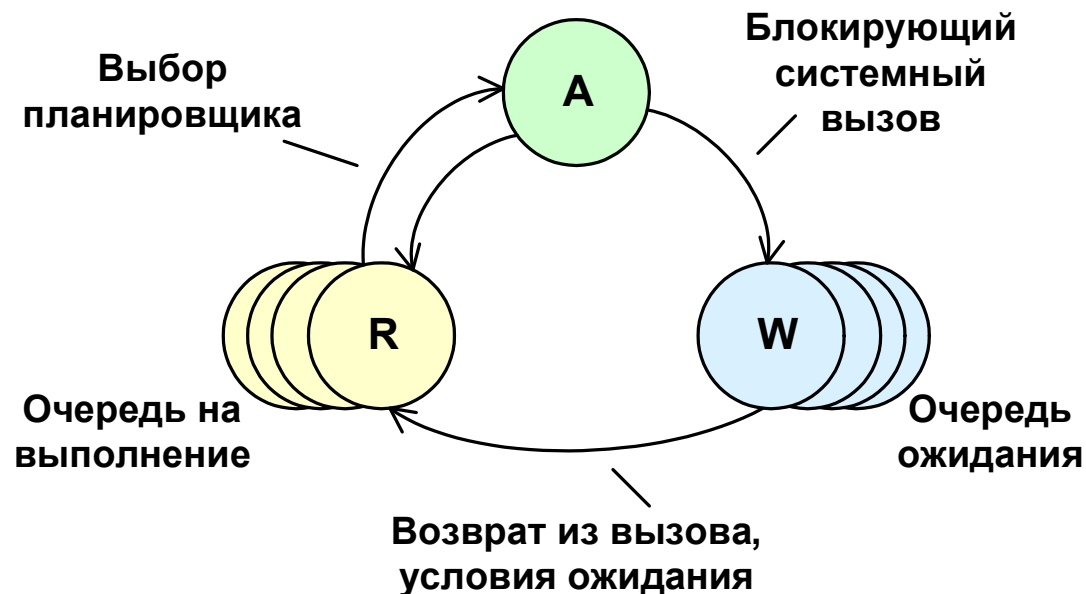 Выбор
планировщика
A
Блокирующий
системный
вызов
R
W
Очередь на
выполнение
Очередь
ожидания
Возврат из вызова,
условия ожидания